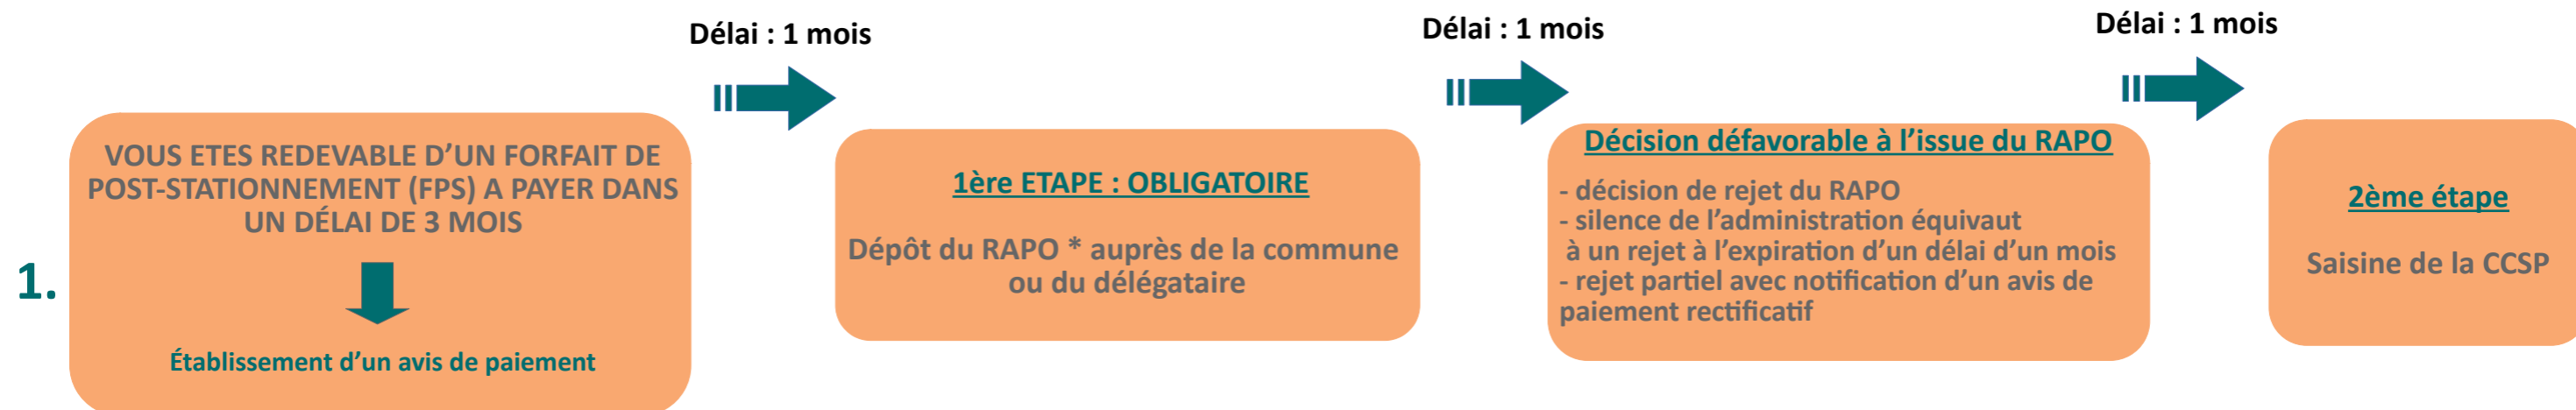 Délai : 1 mois
Délai : 1 mois
Délai : 1 mois
1.
VOUS ETES REDEVABLE D’UN FORFAIT DE
POST-STATIONNEMENT (FPS) A PAYER DANS
UN DÉLAI DE 3 MOIS
Établissement d’un avis de paiement
1ère ETAPE : OBLIGATOIRE
Dépôt du RAPO * auprès de la commune
ou du délégataire
Décision défavorable à l’issue du RAPO
- décision de rejet du RAPO
- silence de l’administration équivaut
à un rejet à l’expiration d’un délai d’un mois
- rejet partiel avec notification d’un avis de
paiement rectificatif
2ème étape
Saisine de la CCSP